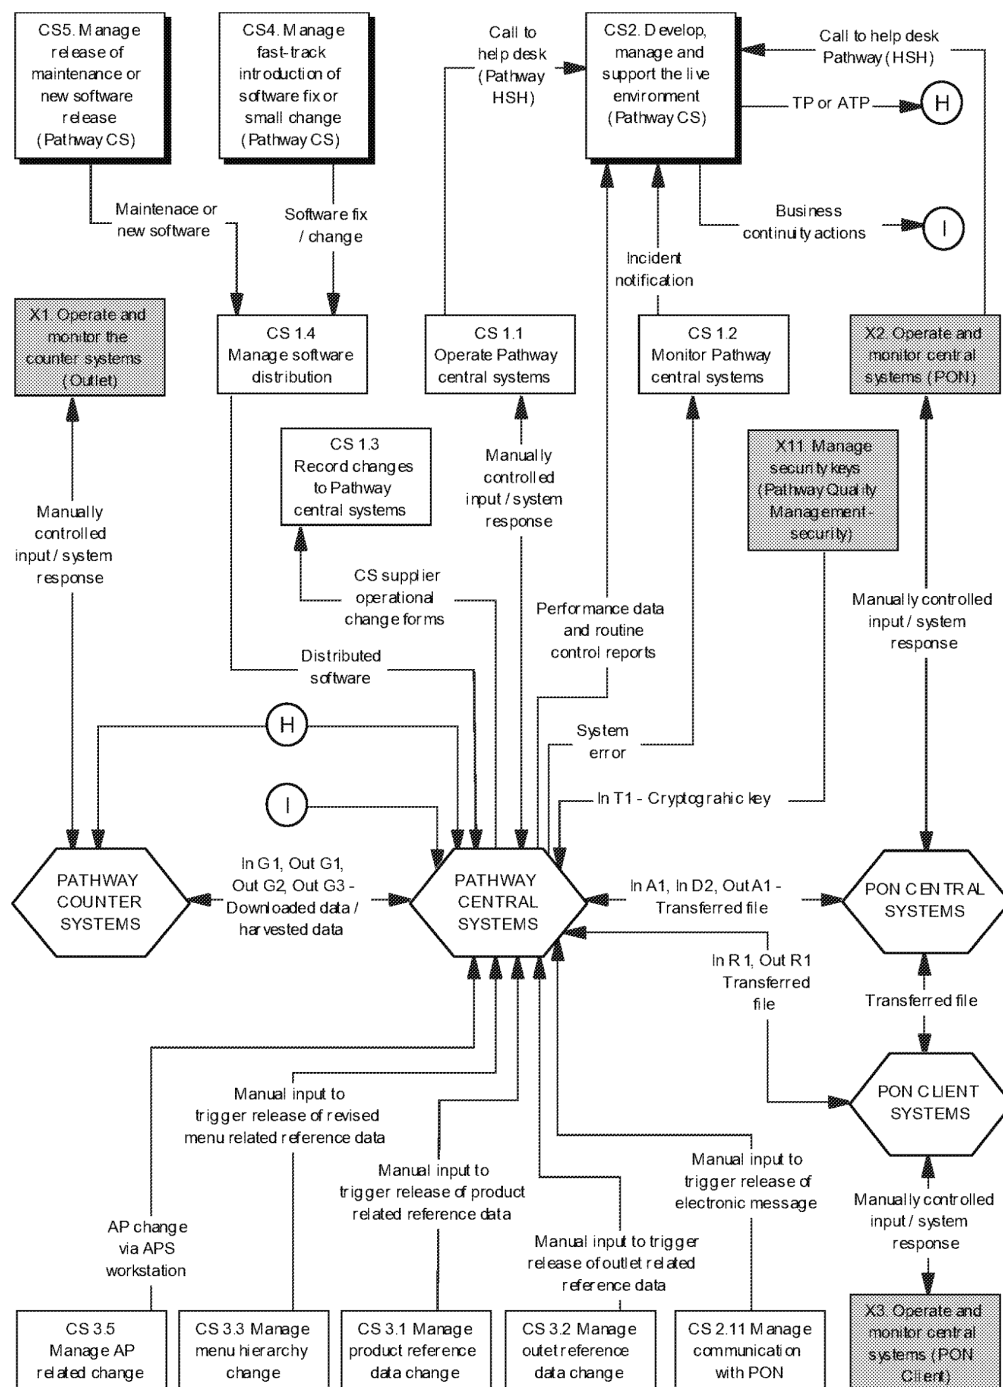 CS5. Manage
release of
maintenance or
new software
release
(Pathway CS)
CS4. Manage
fast-track
introduction of
software fix or
small change
(Pathway CS)
Call to
help desk
(Pathway
HSH)
CS2. Develop,
manage and
support the live
environment
(Pathway CS)
Call to help desk
Pathway (HSH)
TP or ATP
H
Maintenace or
new software
Software fix
/ change
Business
continuity actions
I
Incident
notification
X1. Operate and
monitor the
counter systems
(Outlet)
CS 1.4
Manage software
distribution
CS 1.1
Operate Pathway
central systems
CS 1.2
Monitor Pathway
central systems
X2. Operate and
monitor central
systems (PON)
CS 1.3
Record changes
to Pathway
central systems
Manually
controlled
input / system
response
X11. Manage
security keys
(Pathway Quality
Management -
security)
Manually
controlled
input / system
response
CS supplier
operational
change forms
Performance data
and routine
control reports
Manually controlled
input / system
response
Distributed
software
H
System
error
I
In T1 - Cryptograhic key
PATHWAY
COUNTER
SYSTEMS
In G1, Out G1,
Out G2, Out G3 -
Downloaded data /
harvested data
PATHWAY
CENTRAL
SYSTEMS
In A1, In D2, Out A1 -
Transferred file
PON CENTRAL
SYSTEMS
In R1, Out R1
Transferred
file
Transferred file
PON CLIENT
SYSTEMS
Manual input to
trigger release of revised
menu related reference data
Manual input to
trigger release of product
related reference data
Manual input to
trigger release of
electronic message
Manually controlled
input / system
response
AP change
via APS
workstation
Manual input to trigger
release of outlet related
reference data
CS 3.5
Manage AP
related change
CS 3.3 Manage
menu hierarchy
change
CS 3.1 Manage
product reference
data change
CS 3.2 Manage
outet reference
data change
CS 2.11 Manage
communication
with PON
X3. Operate and
monitor central
systems (PON
Client)